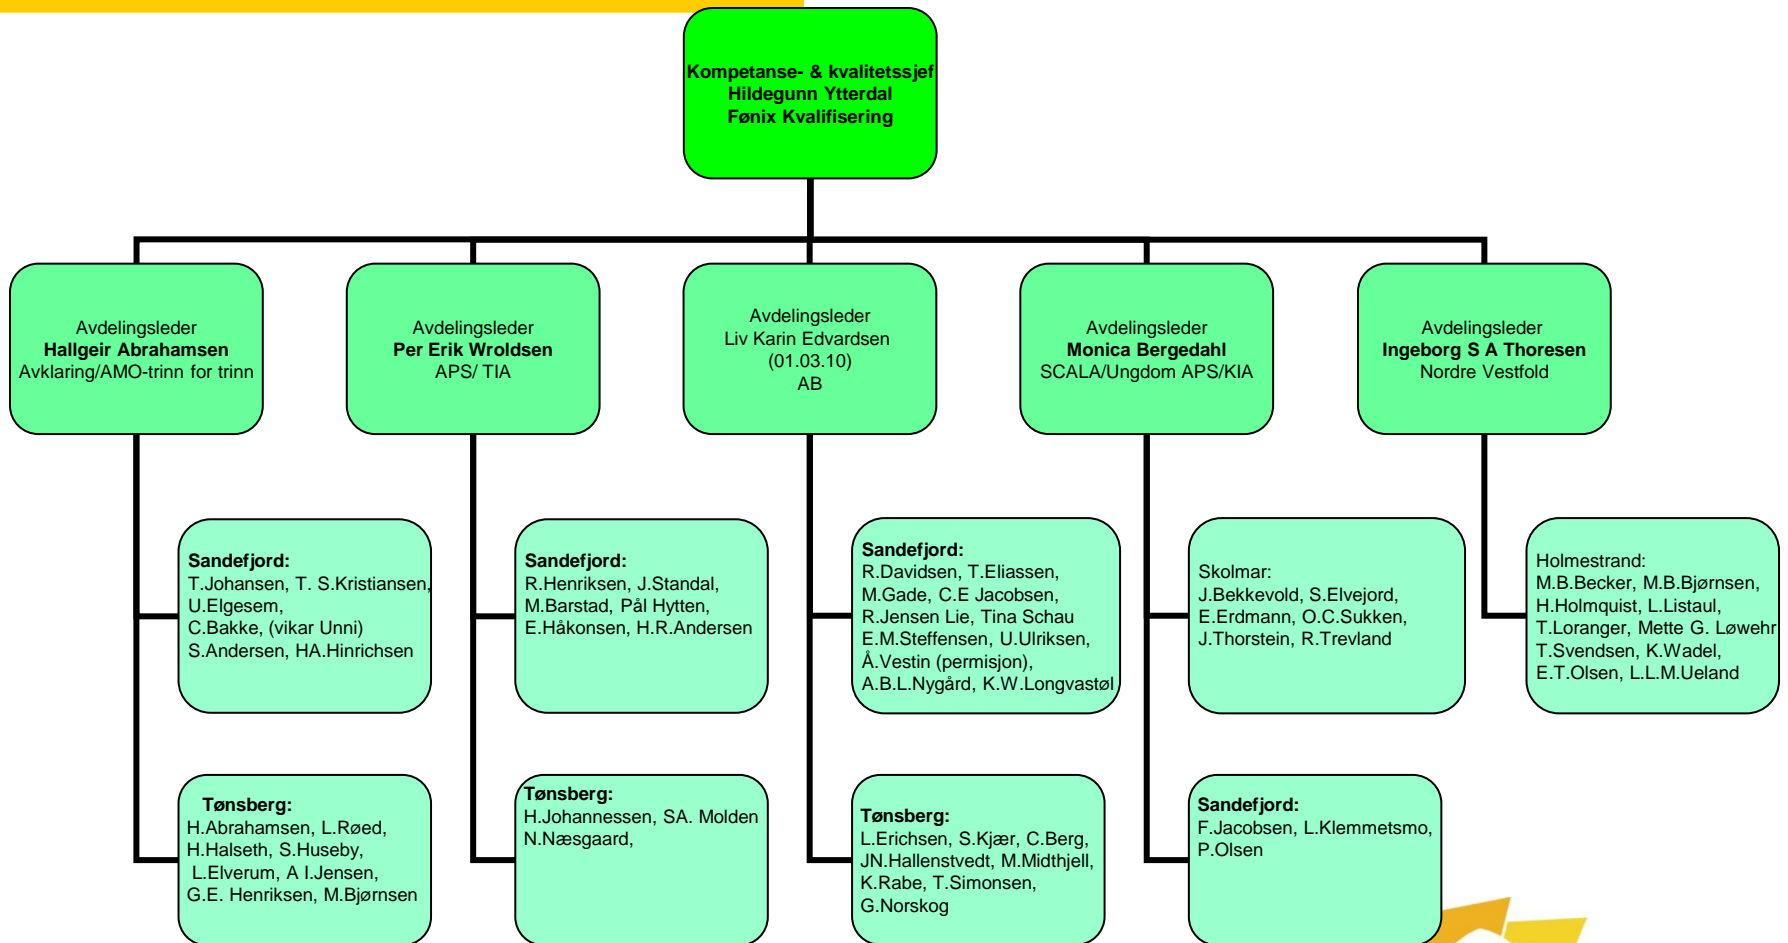 Kompetanse- & kvalitetssjef
Hildegunn Ytterdal
Fønix Kvalifisering
Avdelingsleder
Hallgeir Abrahamsen
Avklaring/AMO-trinn for trinn
Avdelingsleder
Per Erik Wroldsen
APS/ TIA
Avdelingsleder
Liv Karin Edvardsen
(01.03.10)
AB
Avdelingsleder
Monica Bergedahl
SCALA/Ungdom APS/KIA
Avdelingsleder
Ingeborg S A Thoresen
Nordre Vestfold
Sandefjord:
T.Johansen, T. S.Kristiansen,
U.Elgesem,
C.Bakke, (vikar Unni)
S.Andersen, HA.Hinrichsen
Sandefjord:
R.Henriksen, J.Standal,
M.Barstad, Pål Hytten,
E.Håkonsen, H.R.Andersen
Sandefjord:
R.Davidsen, T.Eliassen,
M.Gade, C.E Jacobsen,
R.Jensen Lie, Tina Schau
E.M.Steffensen, U.Ulriksen,
Å.Vestin (permisjon),
A.B.L.Nygård, K.W.Longvastøl
Skolmar:
J.Bekkevold, S.Elvejord,
E.Erdmann, O.C.Sukken,
J.Thorstein, R.Trevland
Holmestrand:
M.B.Becker, M.B.Bjørnsen,
H.Holmquist, L.Listaul,
T.Loranger, Mette G. Løwehr
T.Svendsen, K.Wadel,
E.T.Olsen, L.L.M.Ueland
Tønsberg:
H.Abrahamsen, L.Røed,
H.Halseth, S.Huseby,
L.Elverum, A I.Jensen,
G.E. Henriksen, M.Bjørnsen
Tønsberg:
H.Johannessen, SA. Molden
N.Næsgaard,
Tønsberg:
L.Erichsen, S.Kjær, C.Berg,
JN.Hallenstvedt, M.Midthjell,
K.Rabe, T.Simonsen,
G.Norskog
Sandefjord:
F.Jacobsen, L.Klemmetsmo,
P.Olsen